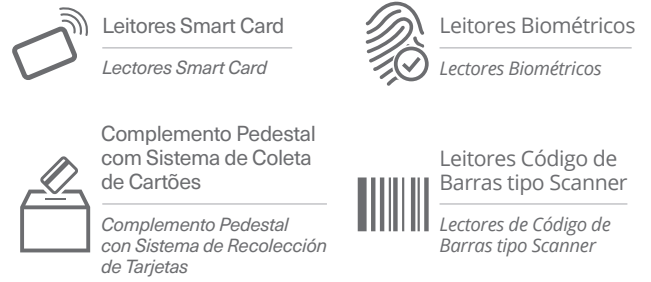 Leitores Smart Card
Lectores Smart Card
Leitores Biométricos
Lectores Biométricos
Complemento Pedestal
com Sistema de Coleta
de Cartões
Complemento Pedestal
con Sistema de Recolección
de Tarjetas
Leitores Código de
Barras tipo Scanner
Lectores de Código de
Barras tipo Scanner